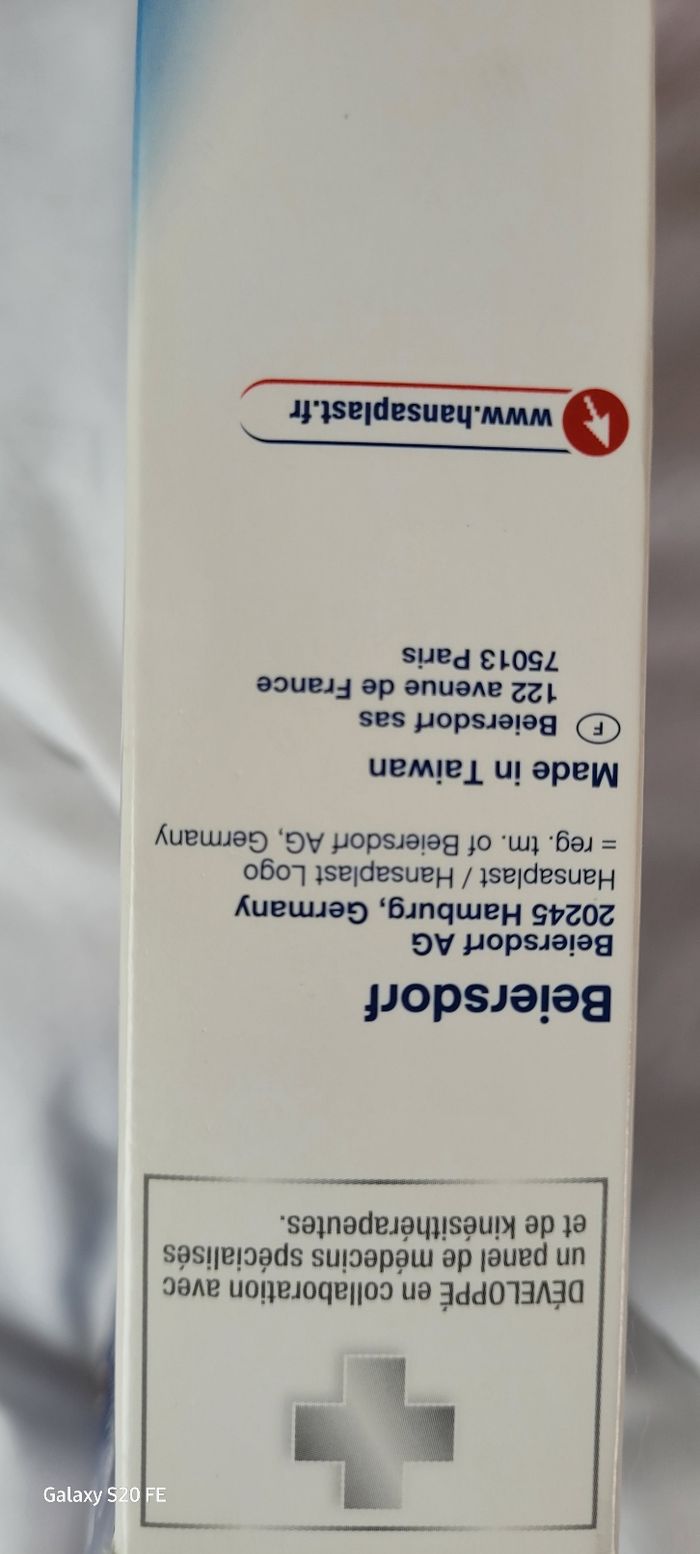 DÉVELOPPÉ en collaboration avec
un panel de médecins spécialisés
et de kinésithérapeutes.
Beiersdorf
Beiersdorf AG
20245 Hamburg, Germany
Hansaplast / Hansaplast Logo
= reg. tm. of Beiersdorf AG, Germany
Made in Taiwan
F Beiersdorf sas
122 avenue de France
75013 Paris
www.hansaplast.fr
Galaxy S20 FE